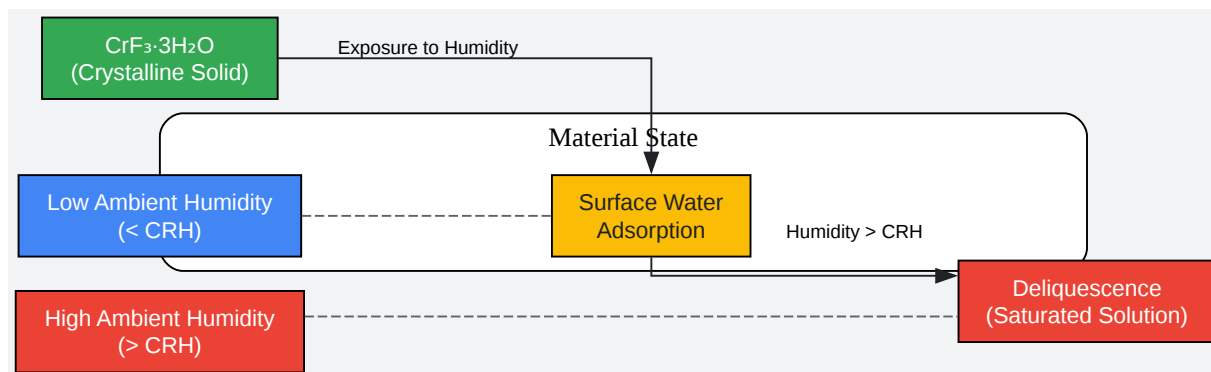 CrF₃·3H₂O
(Crystalline Solid)
Exposure to Humidity
Material State
Low Ambient Humidity
(< CRH)
Surface Water
Adsorption
Humidity > CRH
High Ambient Humidity
(> CRH)
Deliquescence
(Saturated Solution)